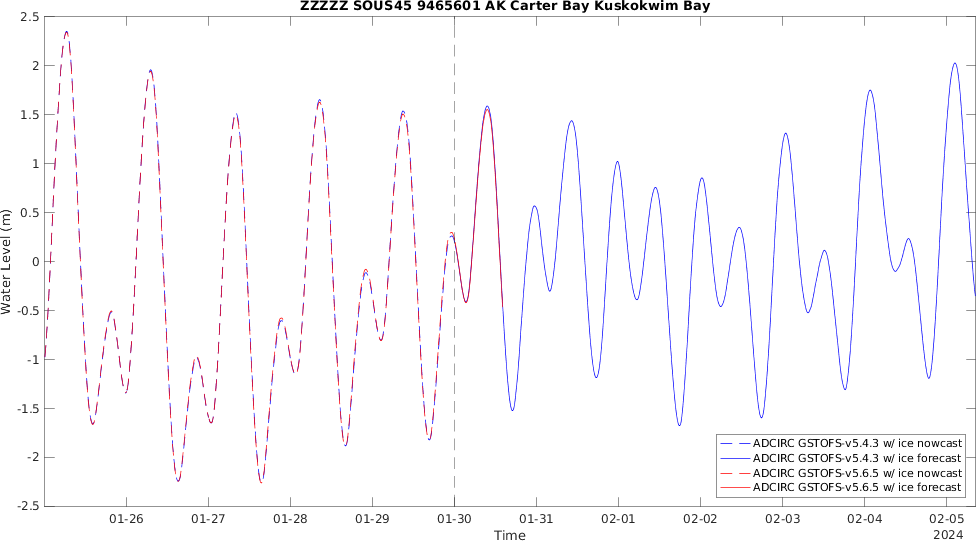 ZZZZZ SOUS45 9465601 AK Carter Bay Kuskokwim Bay
2.5
2
1.5
1
0.5
0
-0.5
-1
-1.5
-2
-2.5
Water Level (m)
ADCIRC GSTOFS-v5.4.3 w/ ice nowcast
ADCIRC GSTOFS-v5.4.3 w/ ice forecast
ADCIRC GSTOFS-v5.6.5 w/ ice nowcast
ADCIRC GSTOFS-v5.6.5 w/ ice forecast
01-26 01-27 01-28 01-29 01-30 01-31 02-01 02-02 02-03 02-04 02-05
Time
2024